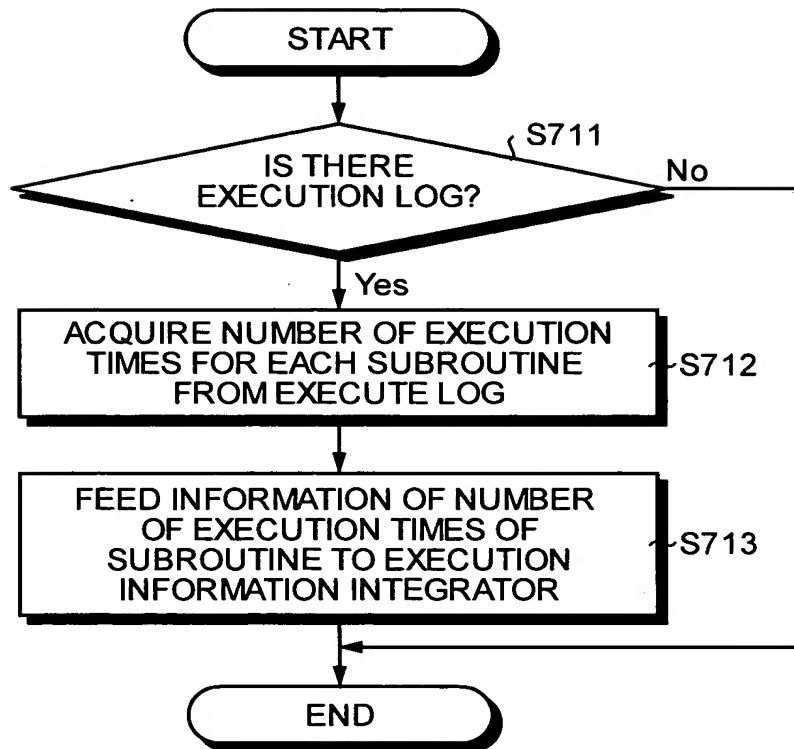 START
S711
IS THERE
EXECUTION LOG?
No
Yes
ACQUIRE NUMBER OF EXECUTION
TIMES FOR EACH SUBROUTINE
FROM EXECUTE LOG
S712
FEED INFORMATION OF NUMBER
OF EXECUTION TIMES OF
SUBROUTINE TO EXECUTION
INFORMATION INTEGRATOR
S713
END